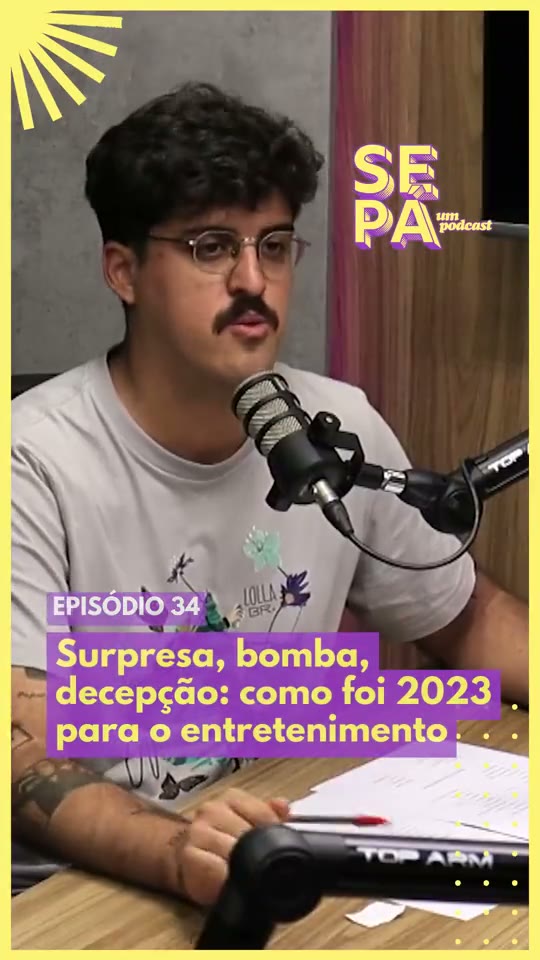 SE
PÁ
um
podcast
TOP ARM
LOLLA
BR.
EPISÓDIO 34
Surpresa, bomba,
decepção: como foi 2023
para o entretenimento
TOP ARM